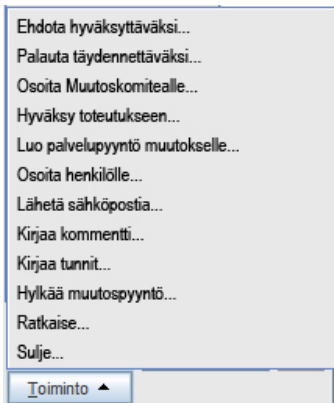 Ehdota hyväksyttäväksi...
Palauta täydennettäväksi...
Osoita Muutoskomitealle...
Hyväksy toteutukseen...
Luo palvelupyyntö muutokselle...
Osoita henkilölle...
Lähetä sähköpostia...
Kirjaa kommentti...
Kirjaa tunnit...
Hylkää muutospyyntö...
Ratkaise...
Sulje...
Toiminto ▲